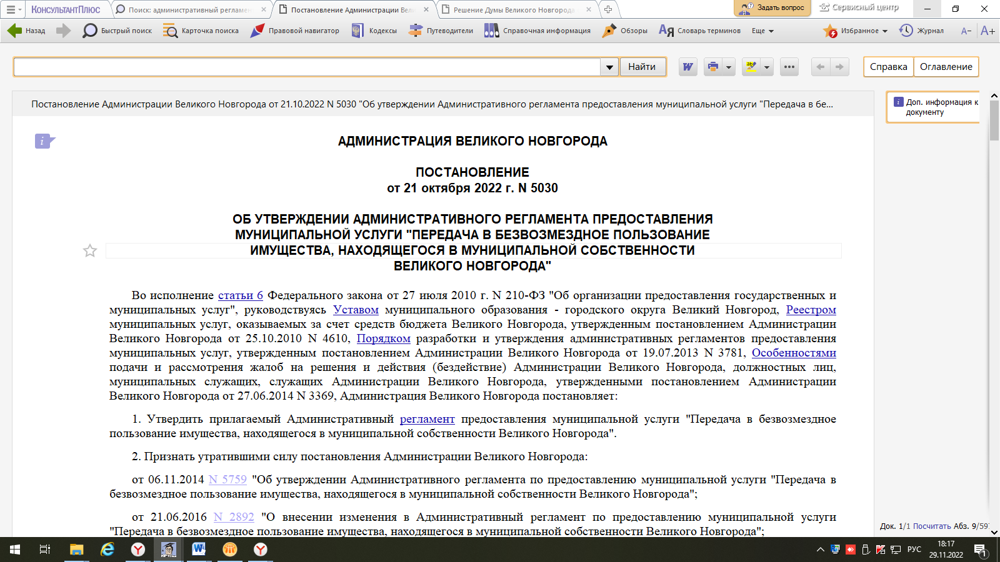 КонсультантПлюс
Поиск: административный регламен
Постановление Администрации Вели
Решение Думы Великого Новгорода
Задать вопрос
Сервисный центр
Назад
Быстрый поиск
Карточка поиска
Правовой навигатор
Кодексы
Путеводители
Справочная информация
Обзоры
Словарь терминов
Еще
Избранное
Журнал
А−
А+
Найти
Справка
Оглавление
Постановление Администрации Великого Новгорода от 21.10.2022 N 5030 "Об утверждении Административного регламента предоставления муниципальной услуги "Передача в бе...
Доп. информация к
документу
АДМИНИСТРАЦИЯ ВЕЛИКОГО НОВГОРОДА
ПОСТАНОВЛЕНИЕ
от 21 октября 2022 г. N 5030
ОБ УТВЕРЖДЕНИИ АДМИНИСТРАТИВНОГО РЕГЛАМЕНТА ПРЕДОСТАВЛЕНИЯ
МУНИЦИПАЛЬНОЙ УСЛУГИ "ПЕРЕДАЧА В БЕЗВОЗМЕЗДНОЕ ПОЛЬЗОВАНИЕ
ИМУЩЕСТВА, НАХОДЯЩЕГОСЯ В МУНИЦИПАЛЬНОЙ СОБСТВЕННОСТИ
ВЕЛИКОГО НОВГОРОДА"
Во исполнение статьи 6 Федерального закона от 27 июля 2010 г. N 210-ФЗ "Об организации предоставления государственных и
муниципальных услуг", руководствуясь Уставом муниципального образования - городского округа Великий Новгород, Реестром
муниципальных услуг, оказываемых за счет средств бюджета Великого Новгорода, утвержденным постановлением Администрации
Великого Новгорода от 25.10.2010 N 4610, Порядком разработки и утверждения административных регламентов предоставления
муниципальных услуг, утвержденным постановлением Администрации Великого Новгорода от 19.07.2013 N 3781, Особенностями
подачи и рассмотрения жалоб на решения и действия (бездействие) Администрации Великого Новгорода, должностных лиц,
муниципальных служащих, служащих Администрации Великого Новгорода, утвержденными постановлением Администрации
Великого Новгорода от 27.06.2014 N 3369, Администрация Великого Новгорода постановляет:
1. Утвердить прилагаемый Административный регламент предоставления муниципальной услуги "Передача в безвозмездное
пользование имущества, находящегося в муниципальной собственности Великого Новгорода".
2. Признать утратившими силу постановления Администрации Великого Новгорода:
от 06.11.2014 N 5759 "Об утверждении Административного регламента по предоставлению муниципальной услуги "Передача в
безвозмездное пользование имущества, находящегося в муниципальной собственности Великого Новгорода";
от 21.06.2016 N 2892 "О внесении изменения в Административный регламент по предоставлению муниципальной услуги
"Передача в безвозмездное пользование имущества, находящегося в муниципальной собственности Великого Новгорода";
Док. 1/1 Посчитать Абз. 9/597
РУС
18:17
29.11.2022
1